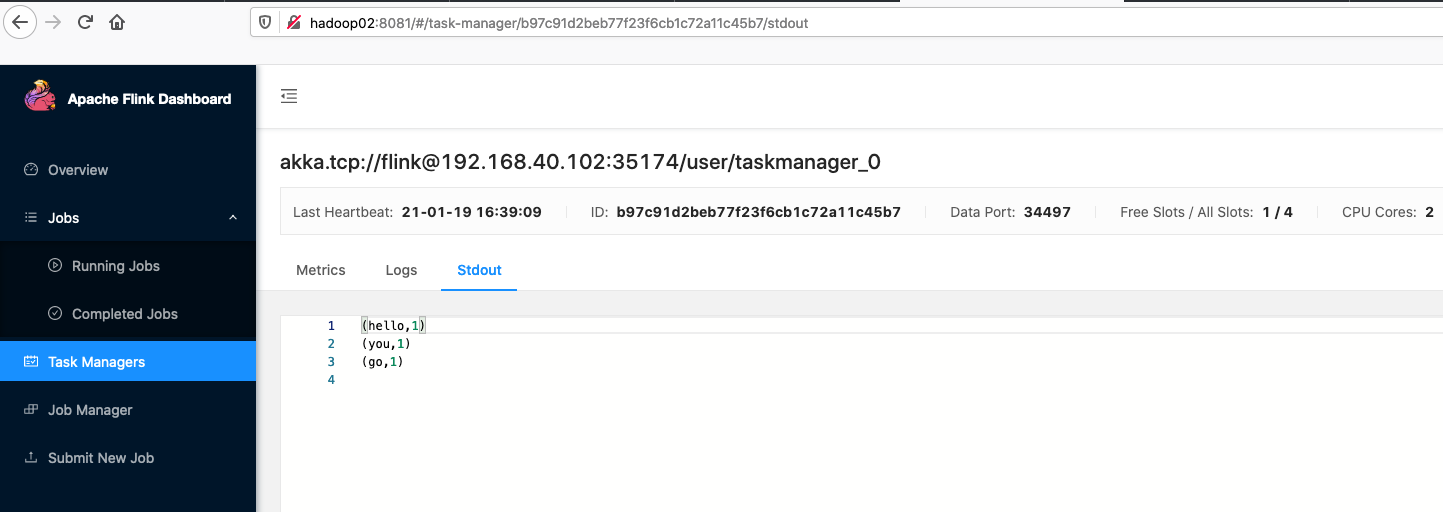 hadoop02:8081/#/task-manager/b97c91d2beb77f23f6cb1c72a11c45b7/stdout
Apache Flink Dashboard
Overview
Jobs
Running Jobs
Completed Jobs
Task Managers
Job Manager
Submit New Job
akka.tcp://flink@192.168.40.102:35174/user/taskmanager_0
Last Heartbeat: 21-01-19 16:39:09 ID: b97c91d2beb77f23f6cb1c72a11c45b7 Data Port: 34497 Free Slots / All Slots: 1 / 4 CPU Cores: 2
Metrics Logs Stdout
1 (hello,1)
2 (you,1)
3 (go,1)
4